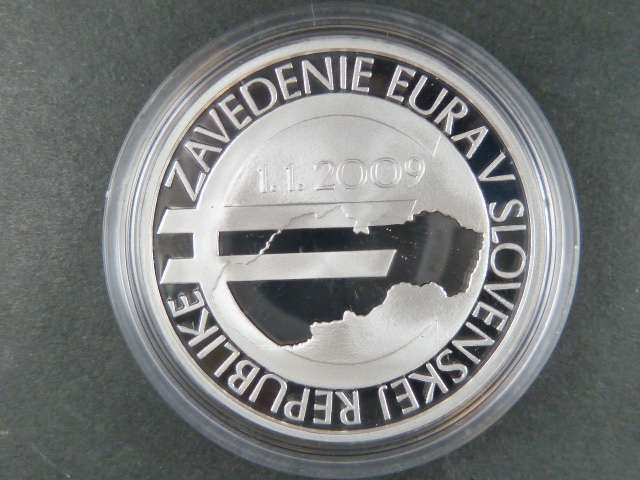 ZAVEDENIE EURA V SLOVENSKEJ REPUBLIKE
1.1.2009